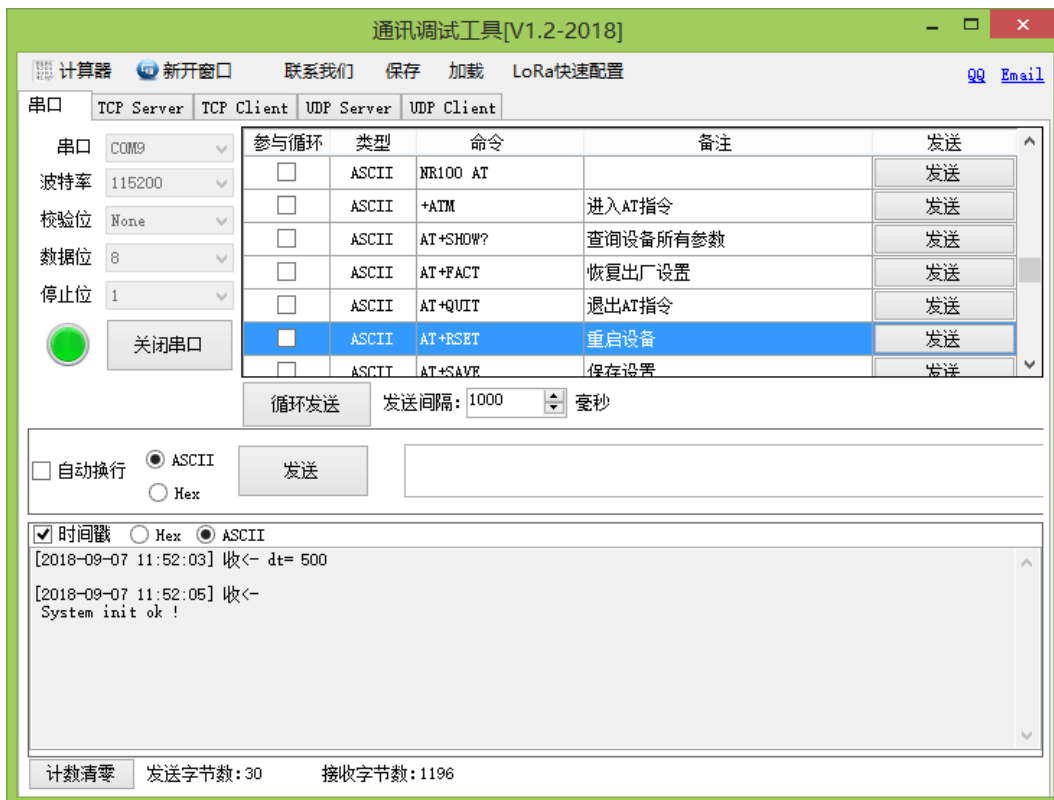 通讯调试工具[V1.2-2018]
计算器 新开窗口 联系我们 保存 加载 LoRa快速配置 QQ Email
串口 TCP Server TCP Client UDP Server UDP Client
串口 COM9
波特率 115200
校验位 None
数据位 8
停止位 1
关闭串口
参与循环 类型 命令 备注 发送
ASCII NR100 AT 发送
ASCII +ATM 进入AT指令 发送
ASCII AT+SHOW? 查询设备所有参数 发送
ASCII AT+FACT 恢复出厂设置 发送
ASCII AT+QUIT 退出AT指令 发送
ASCII AT+RSET 重启设备 发送
ASCII AT+SAVE 保存设置 发送
循环发送 发送间隔: 1000 毫秒
自动换行 ASCII Hex 发送
时间戳 Hex ASCII
[2018-09-07 11:52:03] 收<- dt= 500
[2018-09-07 11:52:05] 收<-
System init ok !
计数清零 发送字节数:30 接收字节数:1196